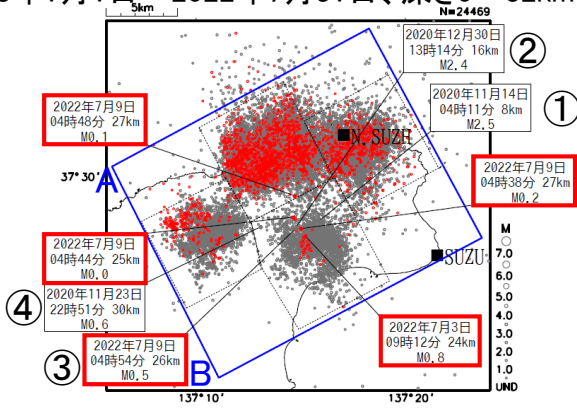 5km
N=24469
2020年12月30日
13時14分 16km
M2.4
②
2020年11月14日
04時11分 8km
M2.5
①
2022年7月9日
04時48分 27km
M0.1
N.SUZH
37°30'
A
2022年7月9日
04時38分 27km
M0.2
2022年7月9日
04時44分 25km
M0.0
SUZU
M
7.0
6.0
5.0
4.0
3.0
2.0
1.0
UND
④
2020年11月23日
22時51分 30km
M0.6
③
2022年7月9日
04時54分 26km
M0.5
B
2022年7月3日
09時12分 24km
M0.8
137°10'
137°20'